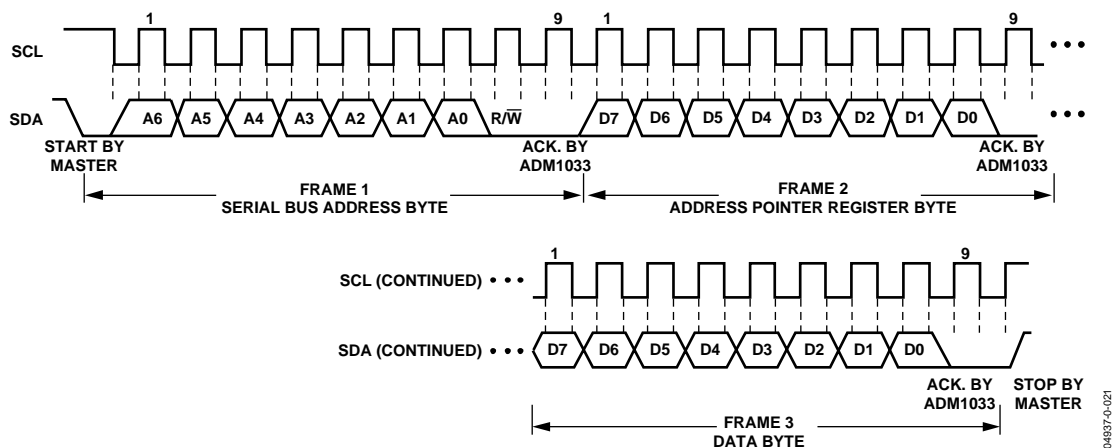 1 9 1 9
SCL
SDA A6 A5 A4 A3 A2 A1 A0 R/W̅ D7 D6 D5 D4 D3 D2 D1 D0
START BY
MASTER
ACK. BY
ADM1033
ACK. BY
ADM1033
FRAME 1
SERIAL BUS ADDRESS BYTE
FRAME 2
ADDRESS POINTER REGISTER BYTE
1 9
SCL (CONTINUED)
SDA (CONTINUED) D7 D6 D5 D4 D3 D2 D1 D0
ACK. BY
ADM1033
STOP BY
MASTER
FRAME 3
DATA BYTE
04937-0-021